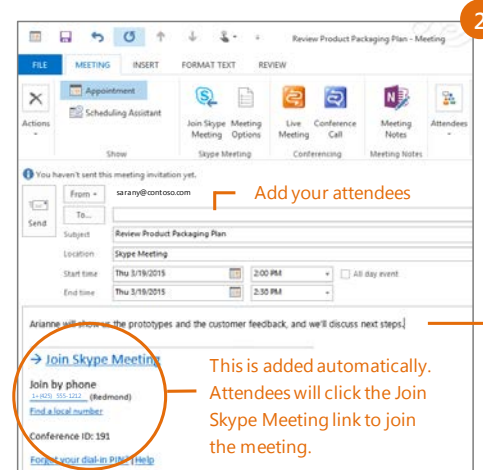 2
Review Product Packaging Plan - Meeting
FILE MEETING INSERT FORMAT TEXT REVIEW
Appointment
Scheduling Assistant
Actions
Join Skype Meeting
Meeting Options
Live Meeting
Conference Call
Meeting Notes
Attendees
Show Skype Meeting Conferencing Meeting Notes
You haven't sent this meeting invitation yet.
From sarany@contoso.com
Add your attendees
Send
To...
Subject Review Product Packaging Plan
Location Skype Meeting
Start time Thu 3/19/2015 2:00 PM All day event
End time Thu 3/19/2015 2:30 PM
Arianne will show us the prototypes and the customer feedback, and we'll discuss next steps.
→ Join Skype Meeting
This is added automatically.
Attendees will click the Join
Skype Meeting link to join
the meeting.
Join by phone
1+(425) 555-1212 (Redmond)
Find a local number
Conference ID: 191
Forgot your dial-in PIN? | Help